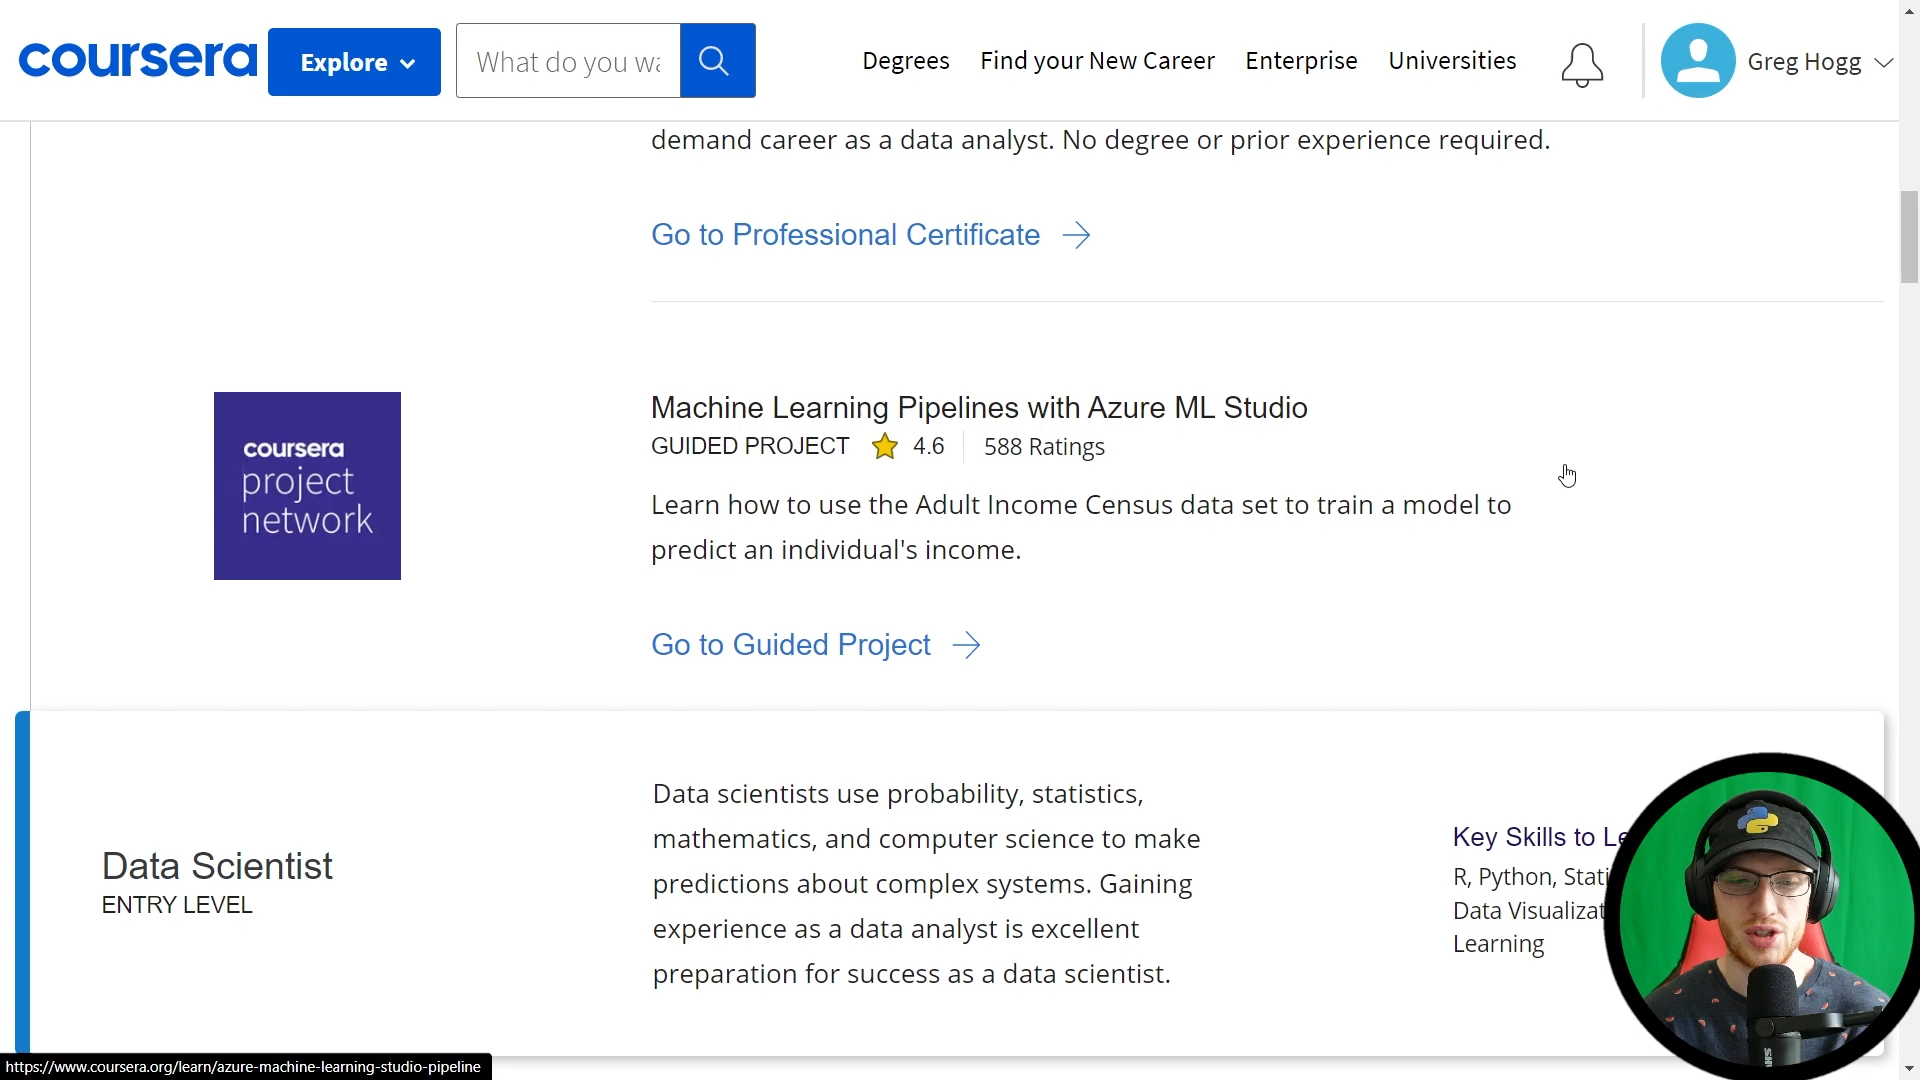 coursera
Explore
What do you wa
Degrees
Find your New Career
Enterprise
Universities
Greg Hogg
demand career as a data analyst. No degree or prior experience required.
Go to Professional Certificate
coursera
project
network
Machine Learning Pipelines with Azure ML Studio
GUIDED PROJECT 4.6 588 Ratings
Learn how to use the Adult Income Census data set to train a model to
predict an individual's income.
Go to Guided Project
Data Scientist
ENTRY LEVEL
Data scientists use probability, statistics,
mathematics, and computer science to make
predictions about complex systems. Gaining
experience as a data analyst is excellent
preparation for success as a data scientist.
Key Skills to Le
R, Python, Stati
Data Visualizat
Learning
https://www.coursera.org/learn/azure-machine-learning-studio-pipeline